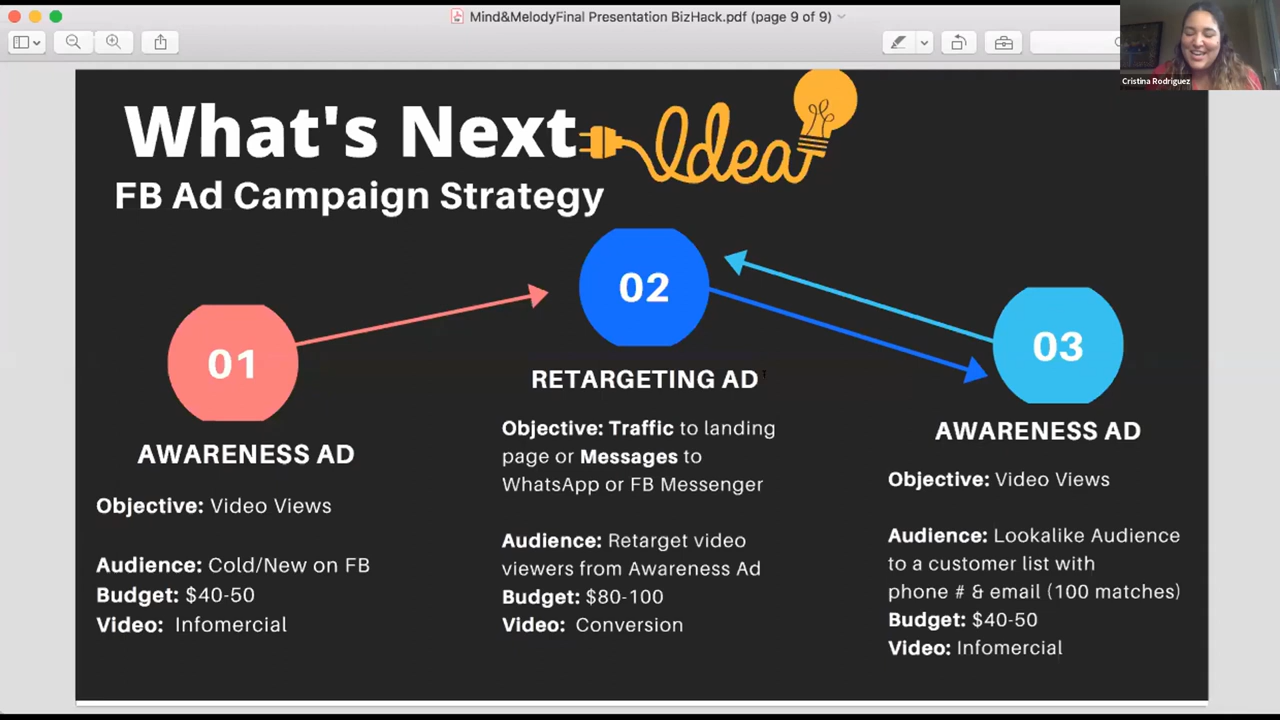 Mind&MelodyFinal Presentation BizHack.pdf (page 9 of 9)
Cristina Rodriguez
What's Next Idea
FB Ad Campaign Strategy
01
AWARENESS AD
Objective: Video Views
Audience: Cold/New on FB
Budget: $40-50
Video: Infomercial
02
RETARGETING AD
Objective: Traffic to landing
page or Messages to
WhatsApp or FB Messenger
Audience: Retarget video
viewers from Awareness Ad
Budget: $80-100
Video: Conversion
03
AWARENESS AD
Objective: Video Views
Audience: Lookalike Audience
to a customer list with
phone # & email (100 matches)
Budget: $40-50
Video: Infomercial